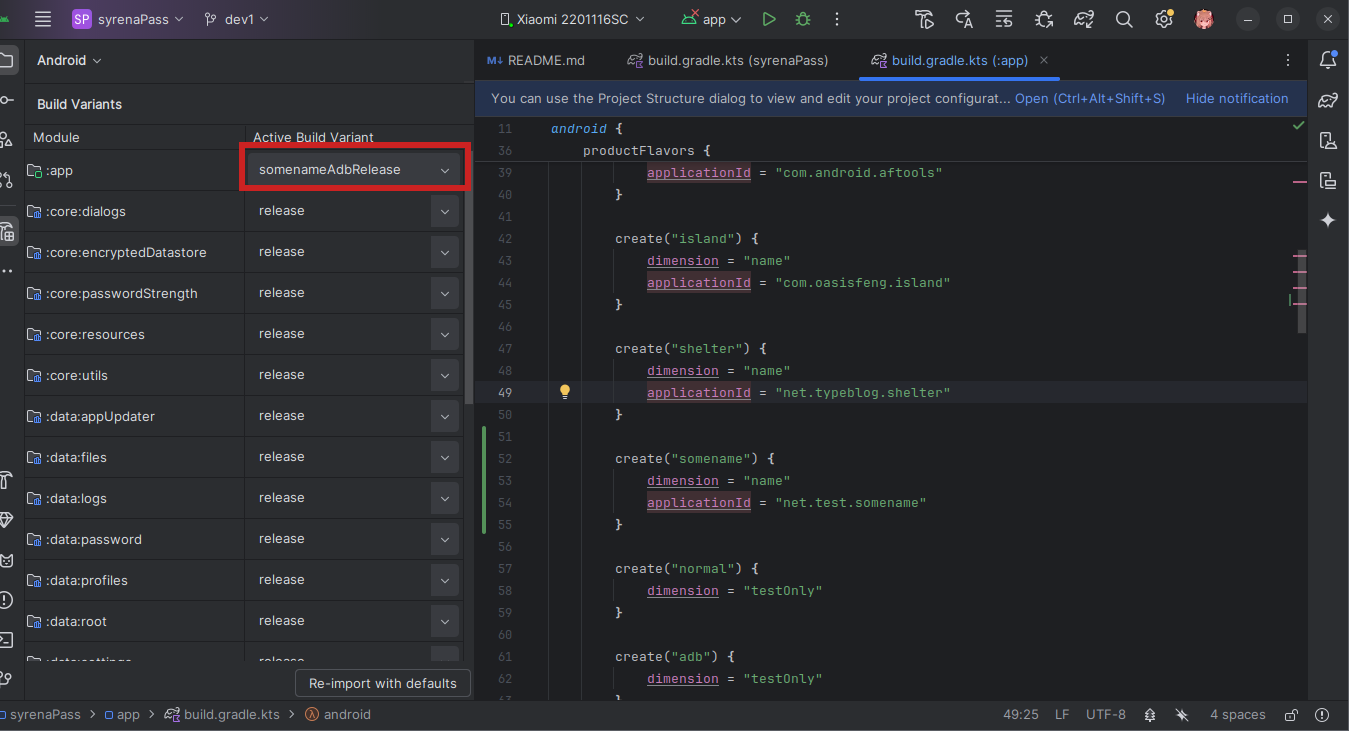 SP syrenaPass dev1 Xiaomi 2201116SC app
Android
Build Variants
Module Active Build Variant
:app somenameAdbRelease
:core:dialogs release
:core:encryptedDatastore release
:core:passwordStrength release
:core:resources release
:core:utils release
:data:appUpdater release
:data:files release
:data:logs release
:data:password release
:data:profiles release
:data:root release
:data:settings release
Re-import with defaults
M↓ README.md build.gradle.kts (syrenaPass) build.gradle.kts (:app)
You can use the Project Structure dialog to view and edit your project configurat... Open (Ctrl+Alt+Shift+S) Hide notification
11 android {
36 productFlavors {
39 applicationId = "com.android.aftools"
40 }
41
42 create("island") {
43 dimension = "name"
44 applicationId = "com.oasisfeng.island"
45 }
46
47 create("shelter") {
48 dimension = "name"
49 applicationId = "net.typeblog.shelter"
50 }
51
52 create("somename") {
53 dimension = "name"
54 applicationId = "net.test.somename"
55 }
56
57 create("normal") {
58 dimension = "testOnly"
59 }
60
61 create("adb") {
62 dimension = "testOnly"
63 }
syrenaPass > app > build.gradle.kts > android 49:25 LF UTF-8 4 spaces